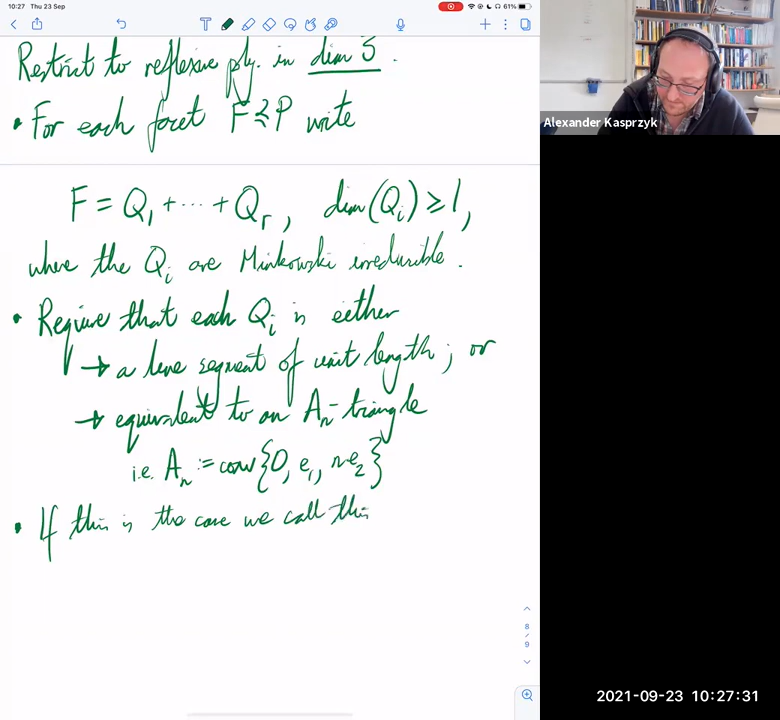 10:27 Thu 23 Sep
61%
Restrict to reflexive ply. in dim 3.
• For each facet F ≤ P write
F = Q₁ + ··· + Qᵣ, dim(Qᵢ) ≥ 1,
where the Qᵢ are Minkowski irreducible.
• Require that each Qᵢ is either
→ a line segment of unit length; or
→ equivalent to an Aₙ-triangle
i.e. Aₙ := conv{0, e₁, ne₂}
• If this is the case we call this
8
/
9
Alexander Kasprzyk
2021-09-23 10:27:31